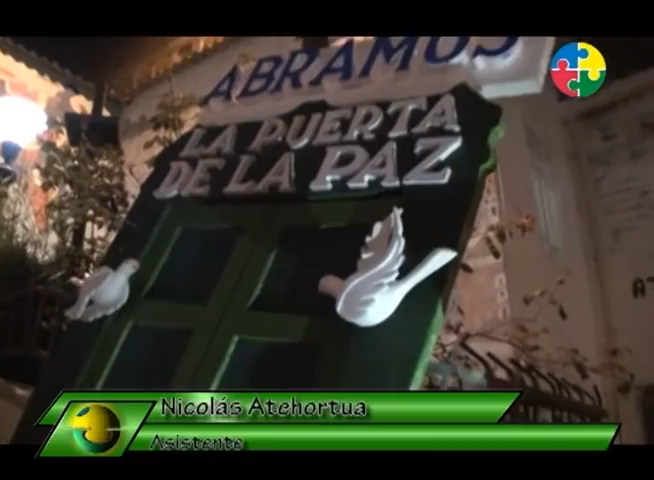 ABRAMOS
LA PUERTA
DE LA PAZ
Nicolás Atehortua
Asistente